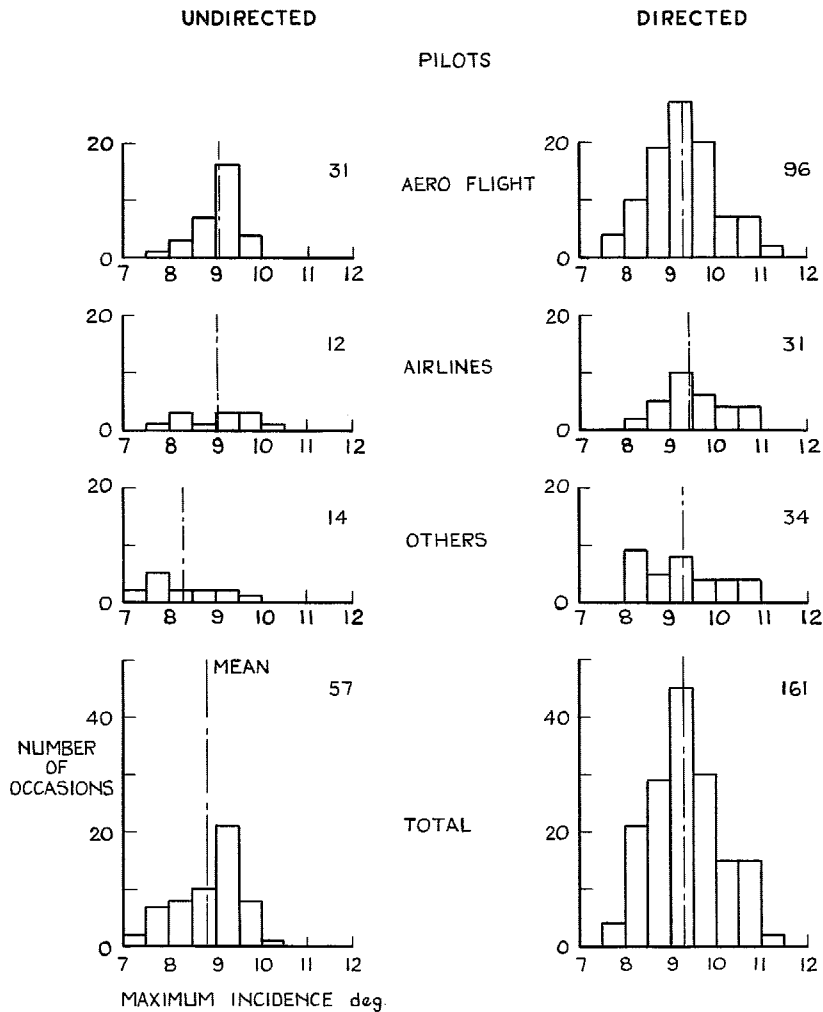 UNDIRECTED DIRECTED
PILOTS
20 20
31 AERO FLIGHT 96
0 0
7 8 9 10 11 12 7 8 9 10 11 12
20 20
12 AIRLINES 31
0 0
7 8 9 10 11 12 7 8 9 10 11 12
20 20
14 OTHERS 34
0 0
7 8 9 10 11 12 7 8 9 10 11 12
MEAN
57 161
40 40
NUMBER
OF
OCCASIONS
TOTAL
20 20
0 0
7 8 9 10 11 12 7 8 9 10 11 12
MAXIMUM INCIDENCE deg.